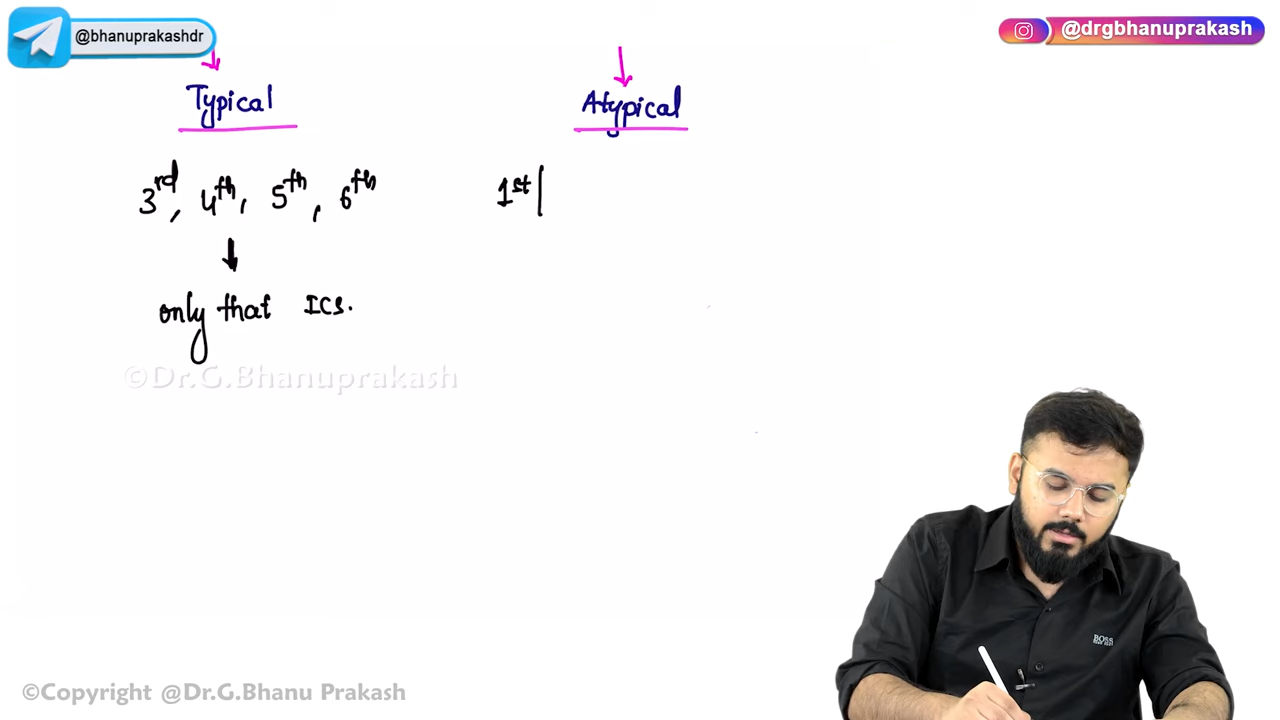 @bhanuprakashdr
@drgbhanuprakash
Typical
Atypical
3rd, 4th, 5th, 6th
1st|
only that ICS.
©Dr.G.Bhanuprakash
BOSS
©Copyright @Dr.G.Bhanu Prakash